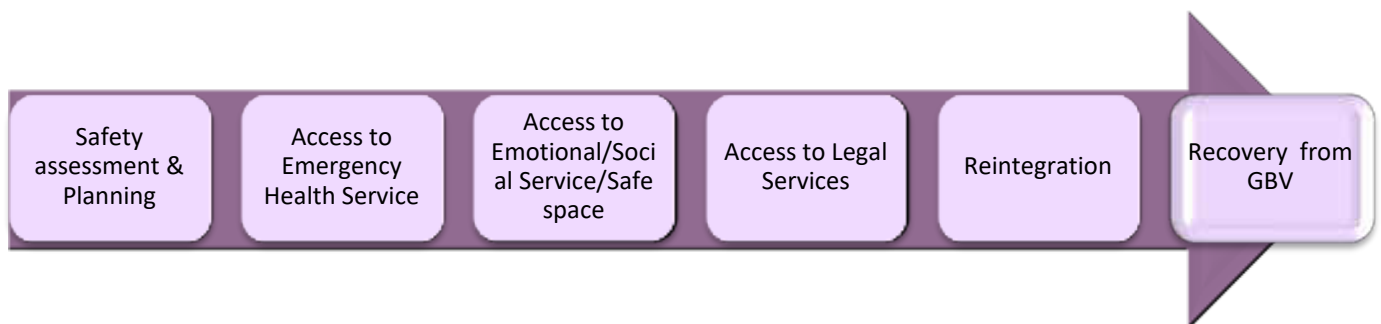 Safety
assessment &
Planning
Access to
Emergency
Health Service
Access to
Emotional/Soci
al Service/Safe
space
Access to Legal
Services
Reintegration
Recovery from
GBV